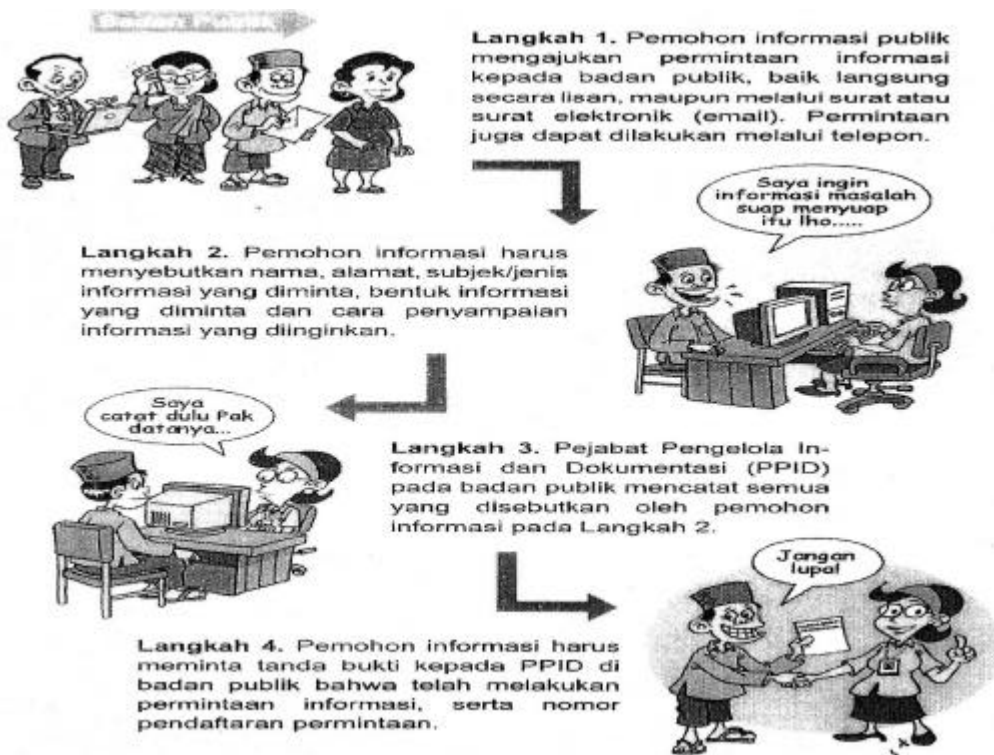 Badan Publik
Langkah 1. Pemohon informasi publik
mengajukan permintaan informasi
kepada badan publik, baik langsung
secara lisan, maupun melalui surat atau
surat elektronik (email). Permintaan
juga dapat dilakukan melalui telepon.
Saya ingin
informasi masalah
suap menyuap
itu lho.....
Langkah 2. Pemohon informasi harus
menyebutkan nama, alamat, subjek/jenis
informasi yang diminta, bentuk informasi
yang diminta dan cara penyampaian
informasi yang diinginkan.
Saya
catat dulu Pak
datanya...
Langkah 3. Pejabat Pengelola In-
formasi dan Dokumentasi (PPID)
pada badan publik mencatat semua
yang disebutkan oleh pemohon
informasi pada Langkah 2.
Jangan
lupa!
Langkah 4. Pemohon informasi harus
meminta tanda bukti kepada PPID di
badan publik bahwa telah melakukan
permintaan informasi, serta nomor
pendaftaran permintaan.